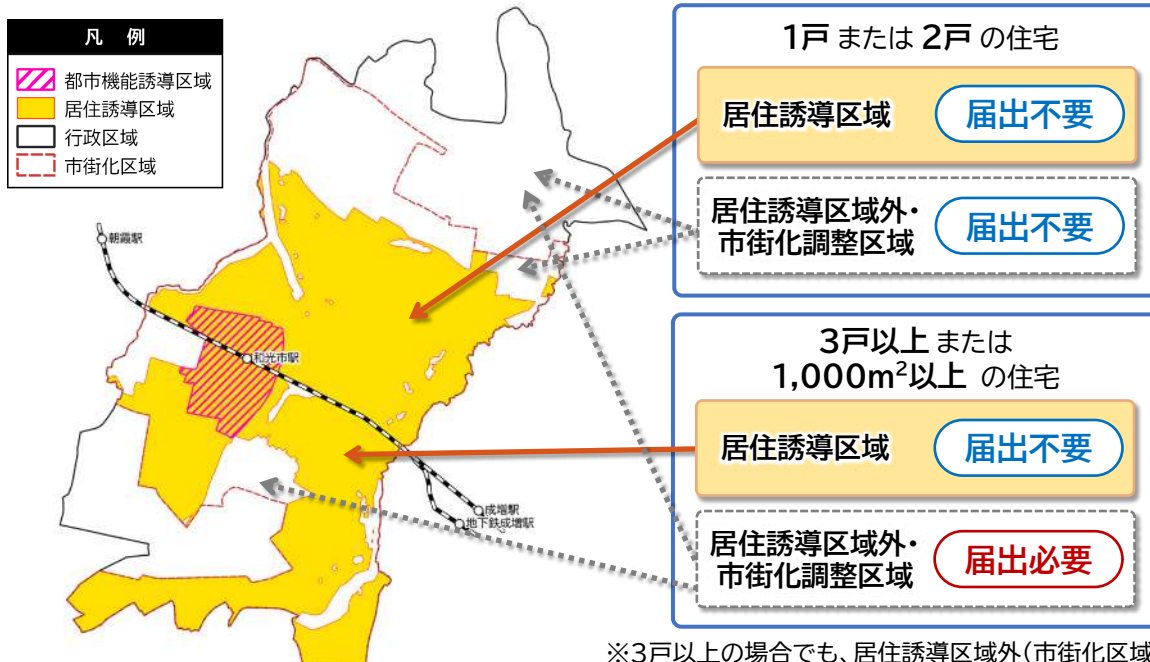 凡 例
都市機能誘導区域
居住誘導区域
行政区域
市街化区域
朝霞駅
和光市駅
成増駅
地下鉄成増駅
1戸 または 2戸 の住宅
居住誘導区域 届出不要
居住誘導区域外・
市街化調整区域
届出不要
3戸以上 または
1,000m²以上 の住宅
居住誘導区域 届出不要
居住誘導区域外・
市街化調整区域
届出必要
※3戸以上の場合でも、居住誘導区域外(市街化区域